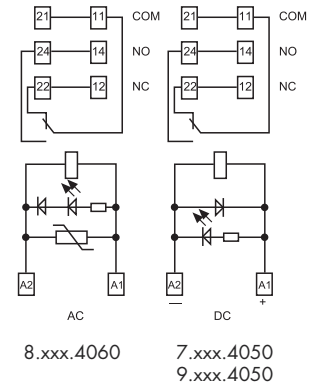 21 11 COM 21 11 COM
24 14 NO 24 14 NO
22 12 NC 22 12 NC
A2 A1 A2 A1
— +
AC DC
8.xxx.4060 7.xxx.4050
9.xxx.4050